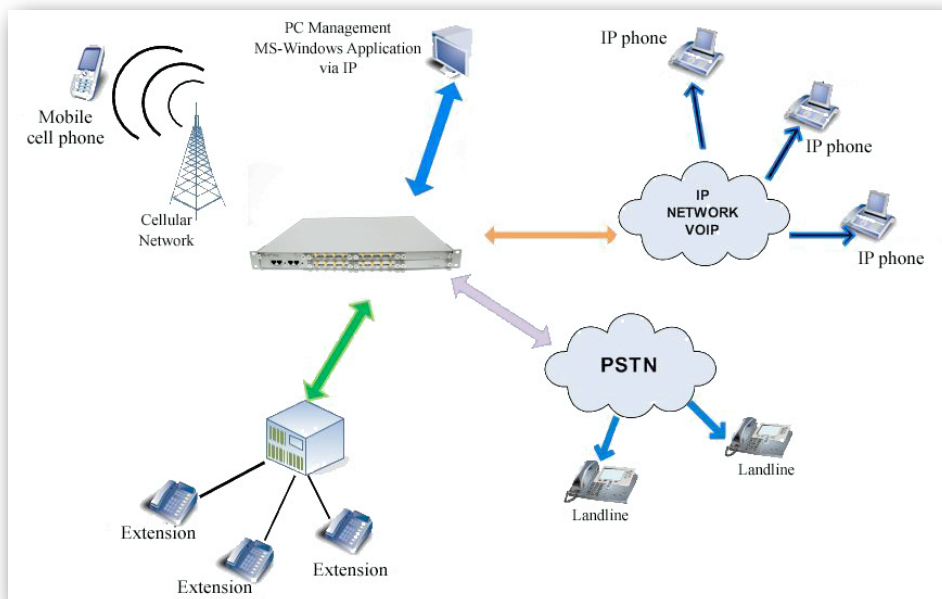 PC Management
MS-Windows Application
via IP
IP phone
Mobile
cell phone
IP phone
Cellular
Network
IP
NETWORK
VOIP
IP phone
PSTN
Landline
Landline
Extension
Extension
Extension